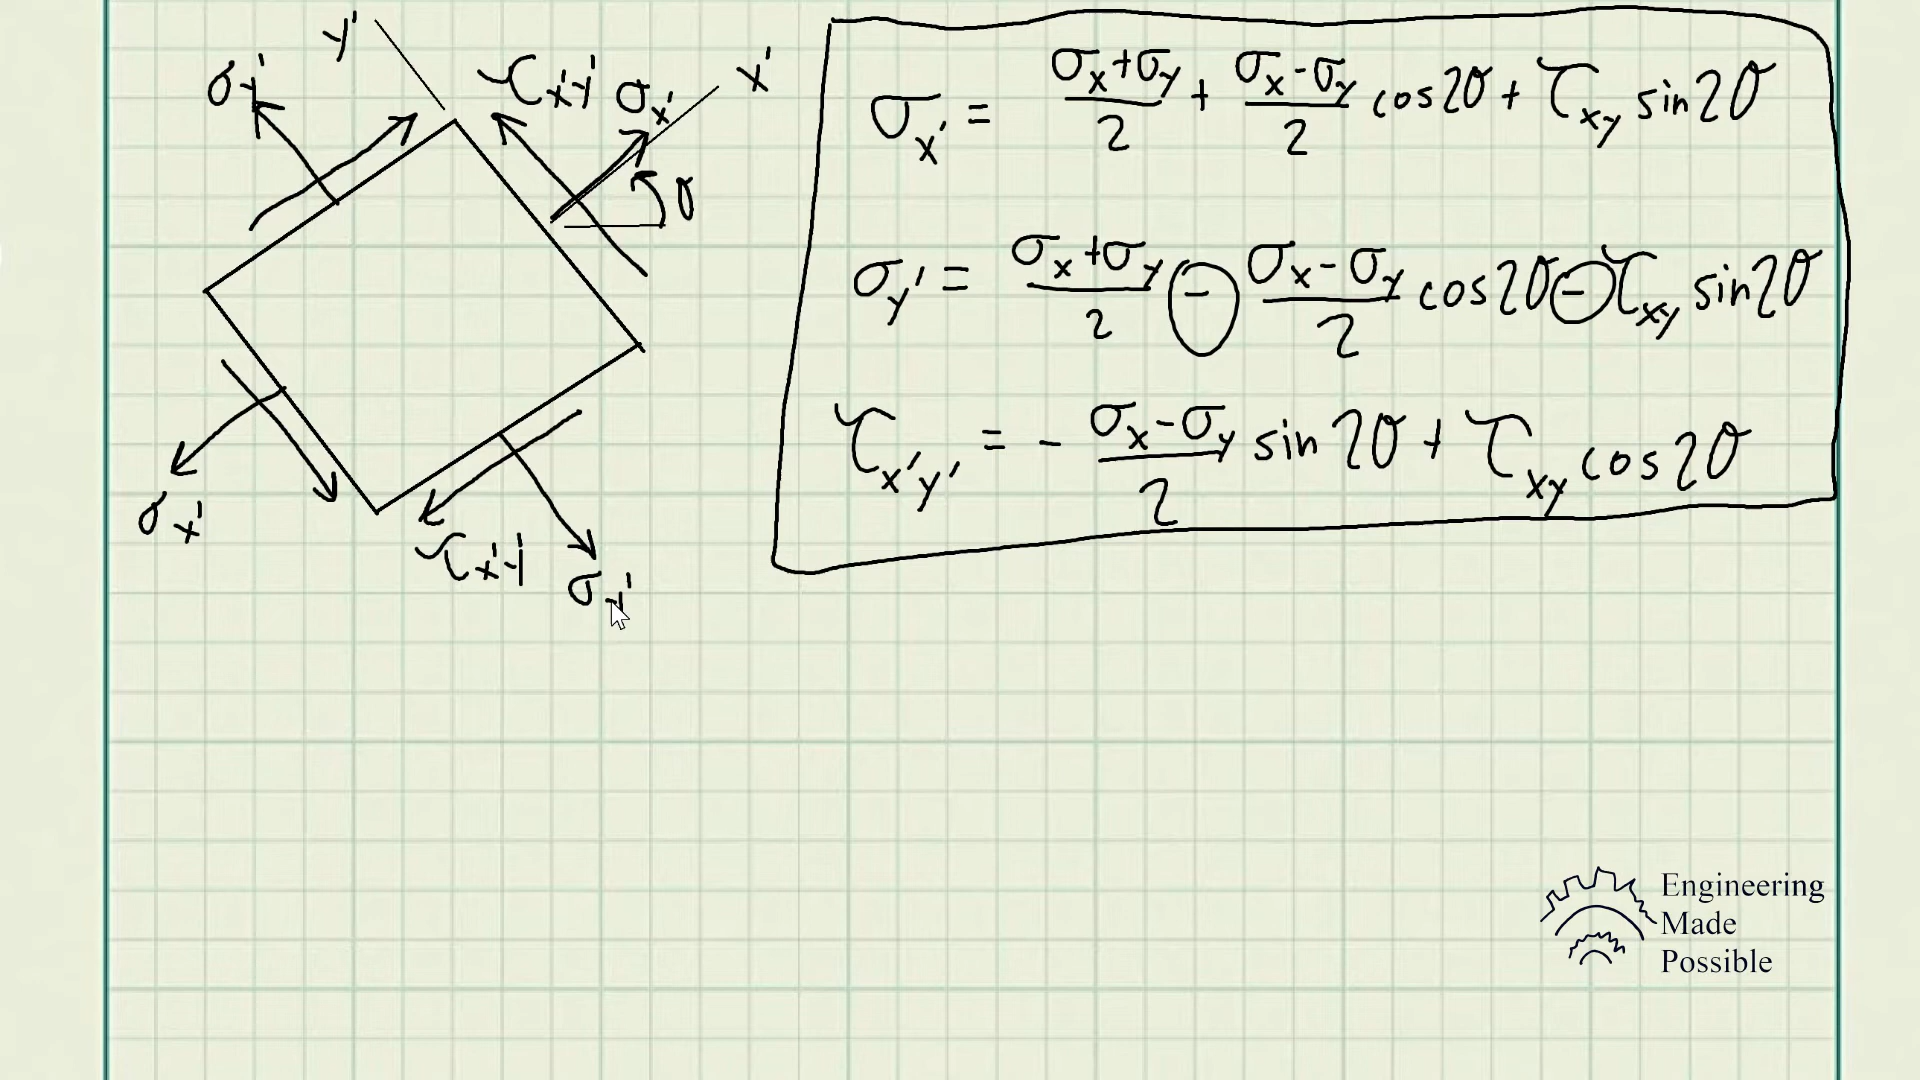 y'
σy'
τx'y'
σx'
x'
θ
σx'
τx'y'
σy'
σx' = (σx+σy)/2 + (σx-σy)/2 cos2θ + τxy sin2θ
σy' = (σx+σy)/2 - (σx-σy)/2 cos2θ - τxy sin2θ
τx'y' = - (σx-σy)/2 sin2θ + τxy cos2θ
Engineering
Made
Possible